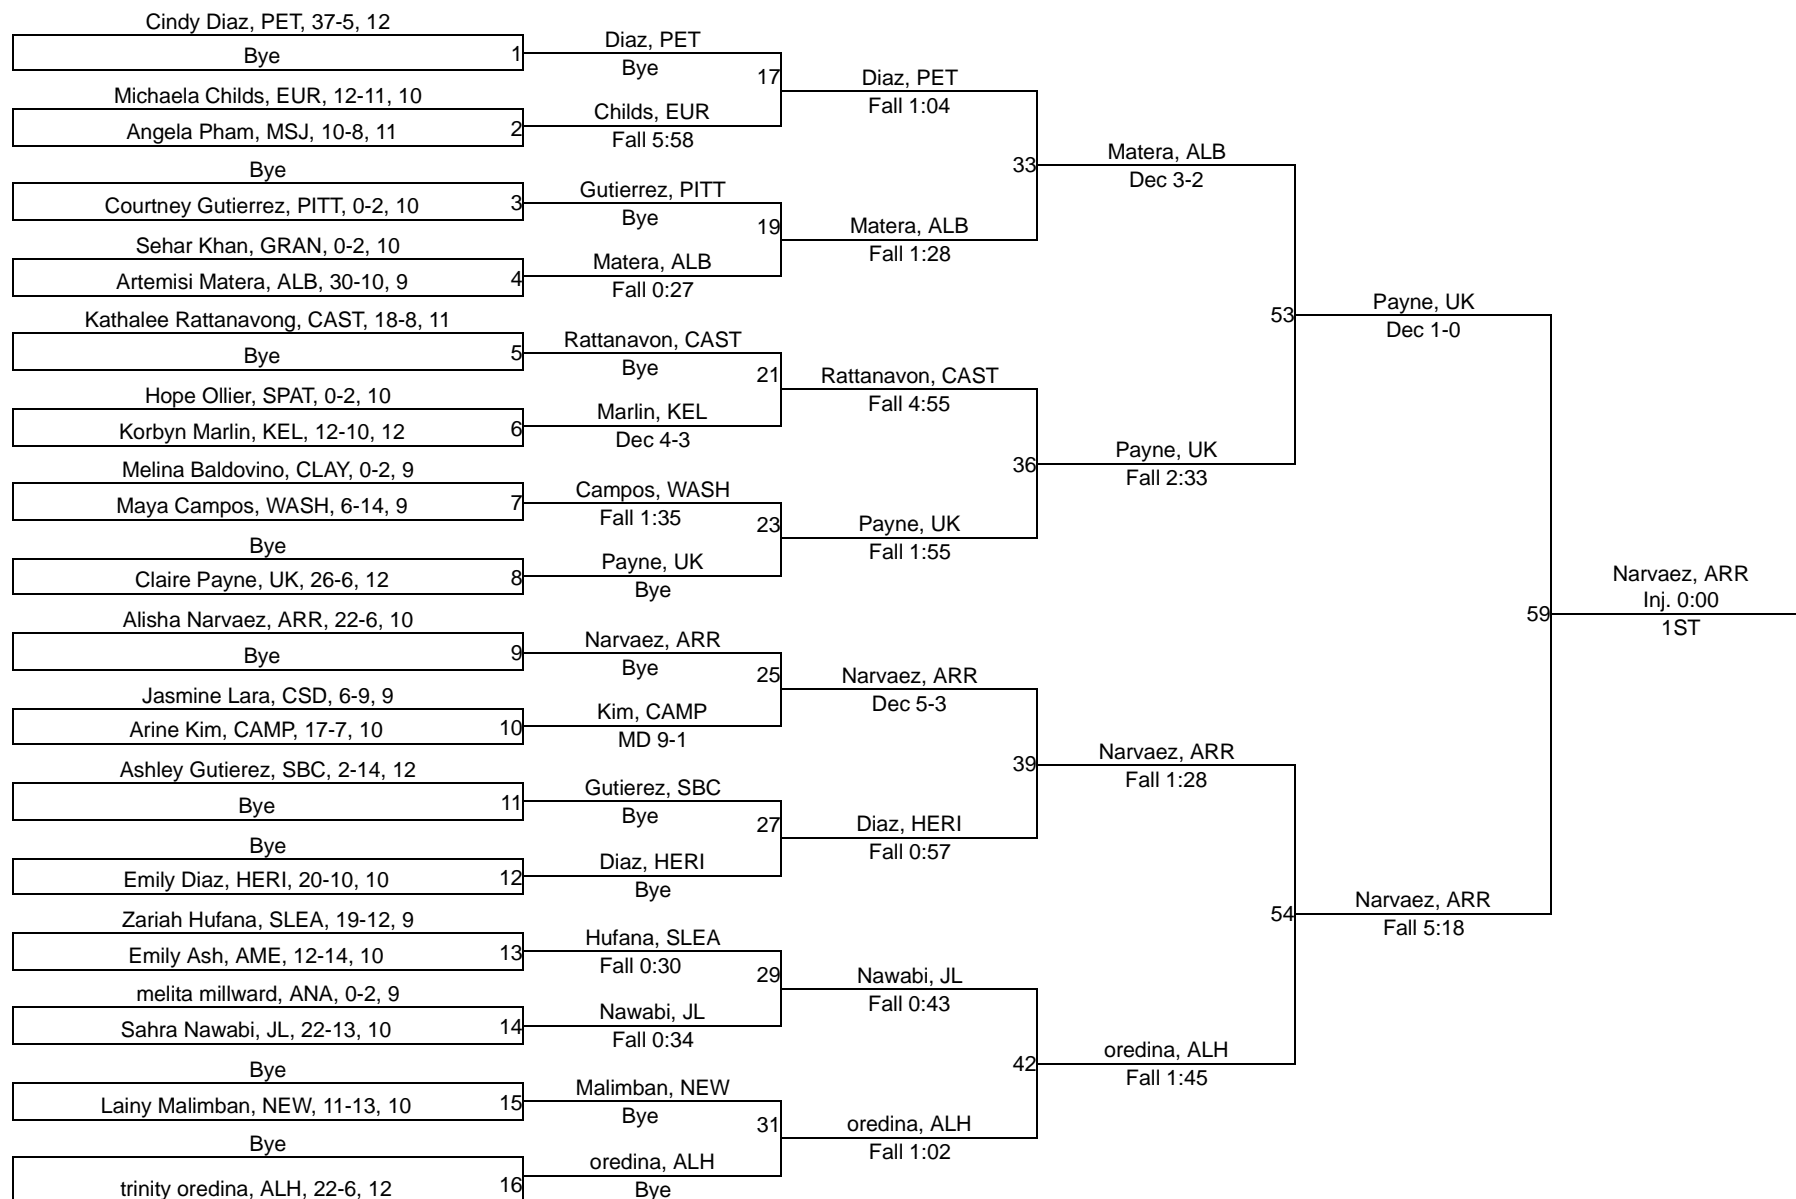 Cindy Diaz, PET, 37-5, 12
Bye
1
Michaela Childs, EUR, 12-11, 10
Angela Pham, MSJ, 10-8, 11
2
Bye
Courtney Gutierrez, PITT, 0-2, 10
3
Sehar Khan, GRAN, 0-2, 10
Artemisi Matera, ALB, 30-10, 9
4
Kathalee Rattanavong, CAST, 18-8, 11
Bye
5
Hope Ollier, SPAT, 0-2, 10
Korbyn Marlin, KEL, 12-10, 12
6
Melina Baldovino, CLAY, 0-2, 9
Maya Campos, WASH, 6-14, 9
7
Bye
Claire Payne, UK, 26-6, 12
8
Alisha Narvaez, ARR, 22-6, 10
Bye
9
Jasmine Lara, CSD, 6-9, 9
Arine Kim, CAMP, 17-7, 10
10
Ashley Gutierez, SBC, 2-14, 12
Bye
11
Bye
Emily Diaz, HERI, 20-10, 10
12
Zariah Hufana, SLEA, 19-12, 9
Emily Ash, AME, 12-14, 10
13
melita millward, ANA, 0-2, 9
Sahra Nawabi, JL, 22-13, 10
14
Bye
Lainy Malimban, NEW, 11-13, 10
15
Bye
trinity oredina, ALH, 22-6, 12
16
Diaz, PET
Bye
17
Childs, EUR
Fall 5:58
Gutierrez, PITT
Bye
19
Matera, ALB
Fall 0:27
Rattanavon, CAST
Bye
21
Marlin, KEL
Dec 4-3
Campos, WASH
Fall 1:35
23
Payne, UK
Bye
Narvaez, ARR
Bye
25
Kim, CAMP
MD 9-1
Gutierez, SBC
Bye
27
Diaz, HERI
Bye
Hufana, SLEA
Fall 0:30
29
Nawabi, JL
Fall 0:34
Malimban, NEW
Bye
31
oredina, ALH
Bye
Diaz, PET
Fall 1:04
33
Matera, ALB
Fall 1:28
Rattanavon, CAST
Fall 4:55
36
Payne, UK
Fall 1:55
Narvaez, ARR
Dec 5-3
39
Diaz, HERI
Fall 0:57
Nawabi, JL
Fall 0:43
42
oredina, ALH
Fall 1:02
Matera, ALB
Dec 3-2
53
Payne, UK
Fall 2:33
Narvaez, ARR
Fall 1:28
54
oredina, ALH
Fall 1:45
Payne, UK
Dec 1-0
59
Narvaez, ARR
Fall 5:18
Narvaez, ARR
Inj. 0:00
1ST